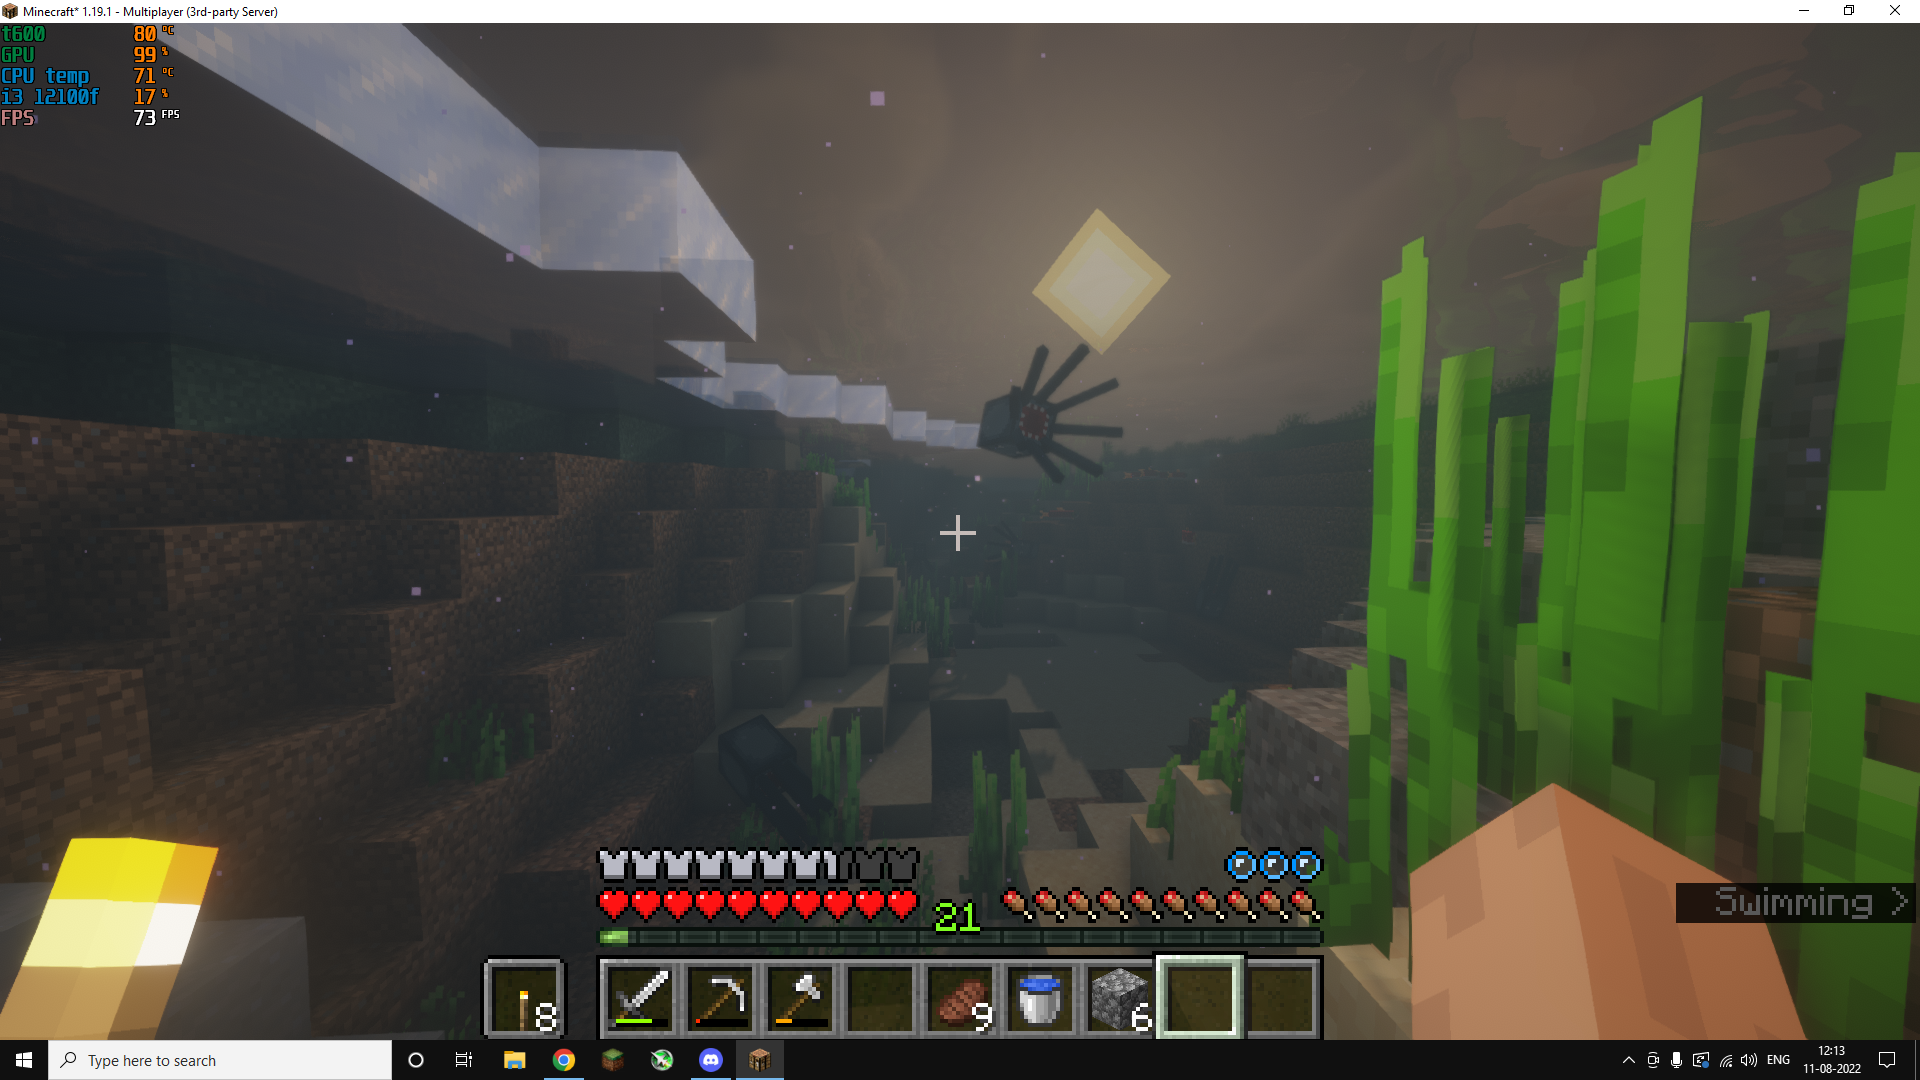 Minecraft* 1.19.1 - Multiplayer (3rd-party Server)
t600 80 °C
GPU 99 %
CPU temp 71 °C
i3 12100f 17 %
FPS 73 FPS
Swimming >
21
8 9 6
Type here to search
ENG
12:13
11-08-2022